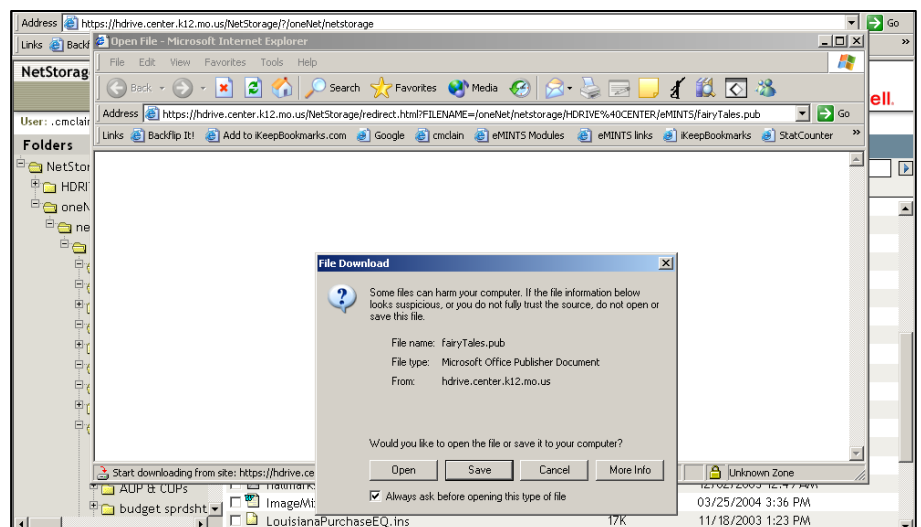 Address https://hdrive.center.k12.mo.us/NetStorage/?/oneNet/netstorage Go
Links Backf »
Open File - Microsoft Internet Explorer
File Edit View Favorites Tools Help
Back Search Favorites Media
Address https://hdrive.center.k12.mo.us/NetStorage/redirect.html?FILENAME=/oneNet/netstorage/HDRIVE%40CENTER/eMINTS/fairyTales.pub Go
Links Backflip It! Add to iKeepBookmarks.com Google cmclain eMINTS Modules eMINTS links iKeepBookmarks StatCounter »
NetStorag
ell.
User: .cmclair
Folders
NetStor
HDRI
oneN
ne
File Download
Some files can harm your computer. If the file information below
looks suspicious, or you do not fully trust the source, do not open or
save this file.
File name: fairyTales.pub
File type: Microsoft Office Publisher Document
From: hdrive.center.k12.mo.us
Would you like to open the file or save it to your computer?
Open Save Cancel More Info
Always ask before opening this type of file
Start downloading from site: https://hdrive.ce
Unknown Zone
AUP & CUPs
budget sprdsht
ImageMi 03/25/2004 3:36 PM
LouisianaPurchaseEQ.ins 17K 11/18/2003 1:23 PM